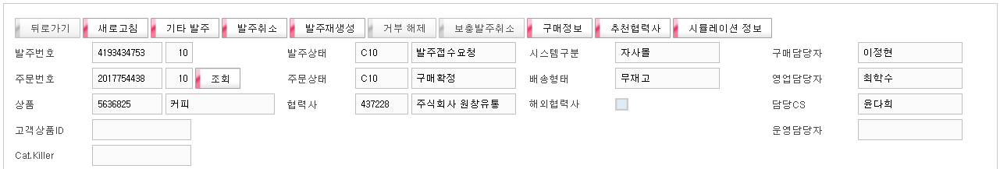 뒤로가기 새로고침 기타 발주 발주취소 발주재생성 거부 해제 보충발주취소 구매정보 추천협력사 시뮬레이션 정보
발주번호 4193434753 10 발주상태 C10 발주접수요청 시스템구분 자사몰 구매담당자 이정현
주문번호 2017754438 10 조회 주문상태 C10 구매확정 배송형태 무재고 영업담당자 최학수
상품 5636825 커피 협력사 437228 주식회사 원창유통 해외협력사 담당CS 윤다희
고객상품ID 운영담당자
Cat.Killer